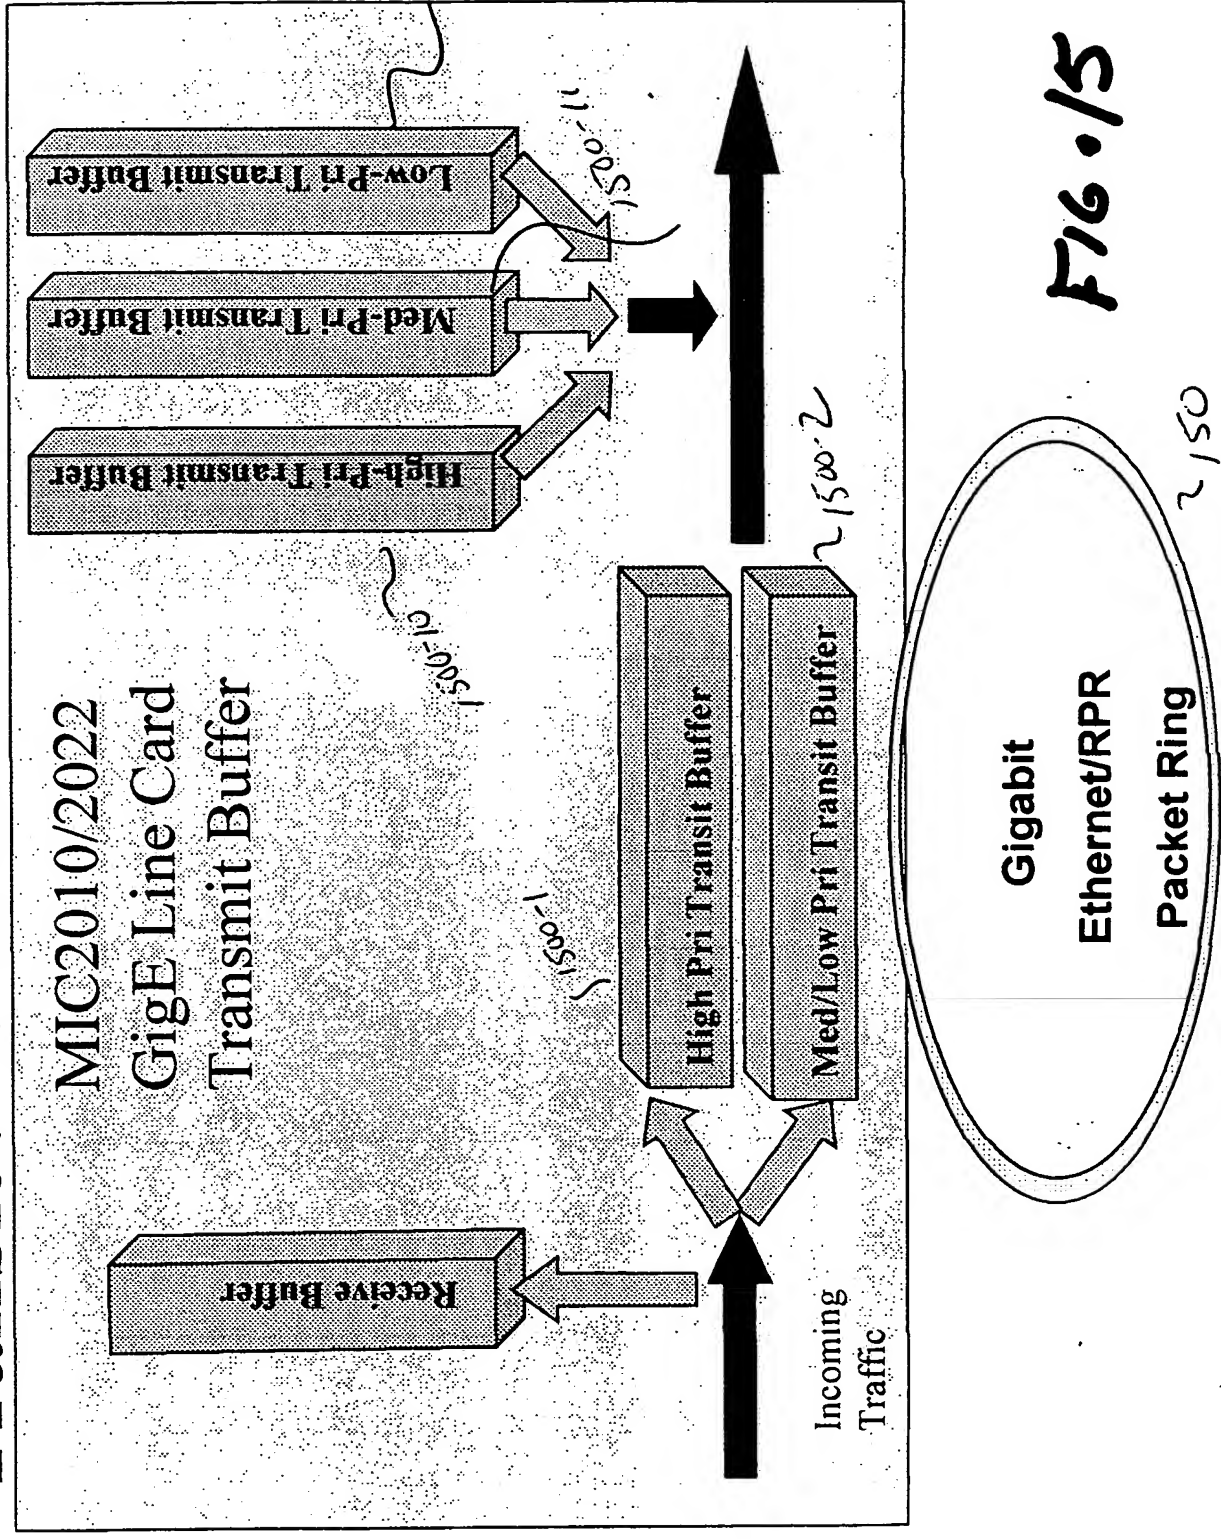 MIC2010/2022
GigE Line Card
Transmit Buffer
Receive Buffer
High-Pri Transmit Buffer
Med-Pri Transmit Buffer
Low-Pri Transmit Buffer
1500-10
1500-11
1500-1
High Pri Transit Buffer
Med/Low Pri Transit Buffer
1500-2
Incoming
Traffic
Gigabit
Ethernet/RPR
Packet Ring
150
FIG. 15